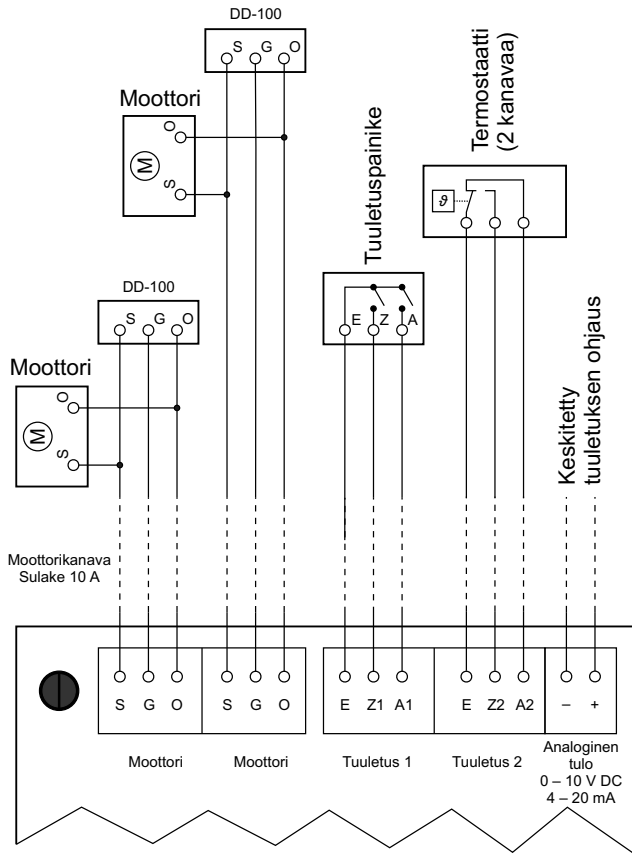 DD-100
S G O
Moottori
O
M
S
DD-100
S G O
Moottori
O
M
S
Tuuletuspainike
E Z A
Termostaatti
(2 kanavaa)
ϑ
Keskitetty
tuuletuksen ohjaus
Moottorikanava
Sulake 10 A
S G O
S G O
E Z1 A1
E Z2 A2
– +
Moottori
Moottori
Tuuletus 1
Tuuletus 2
Analoginen
tulo
0 – 10 V DC
4 – 20 mA